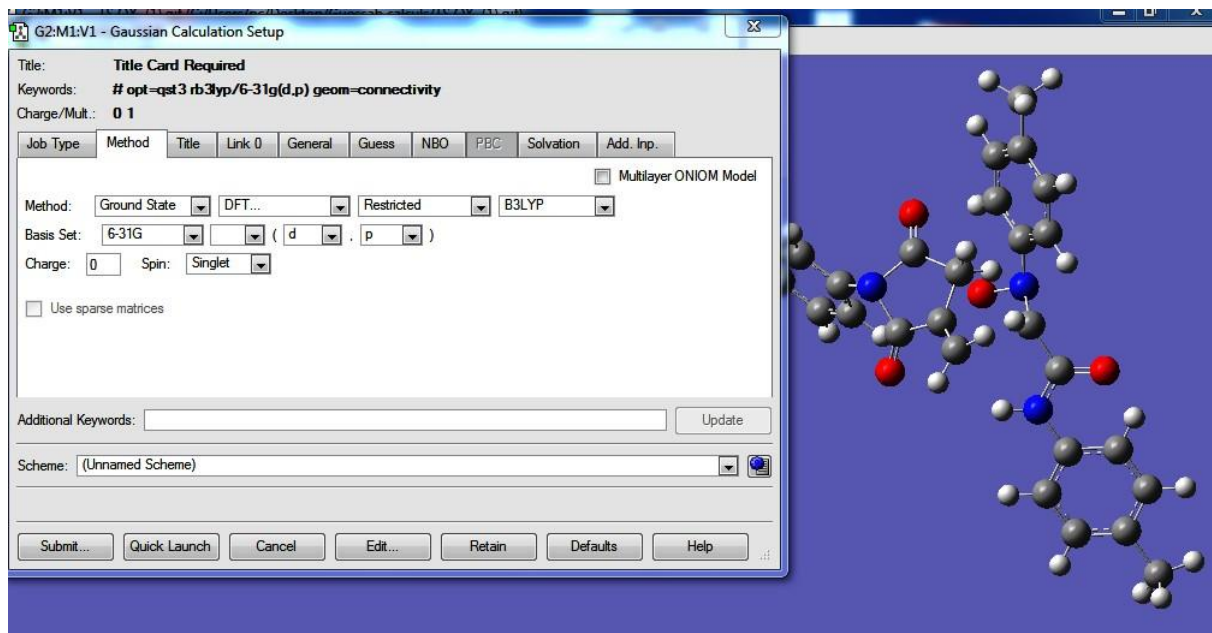 G2:M1:V1 - Gaussian Calculation Setup
Title: Title Card Required
Keywords: # opt=qst3 rb3lyp/6-31g(d,p) geom=connectivity
Charge/Mult.: 0 1
Job Type Method Title Link 0 General Guess NBO PBC Solvation Add. Inp.
Multilayer ONIOM Model
Method: Ground State DFT... Restricted B3LYP
Basis Set: 6-31G ( d , p )
Charge: 0 Spin: Singlet
Use sparse matrices
Additional Keywords: Update
Scheme: (Unnamed Scheme)
Submit... Quick Launch Cancel Edit... Retain Defaults Help